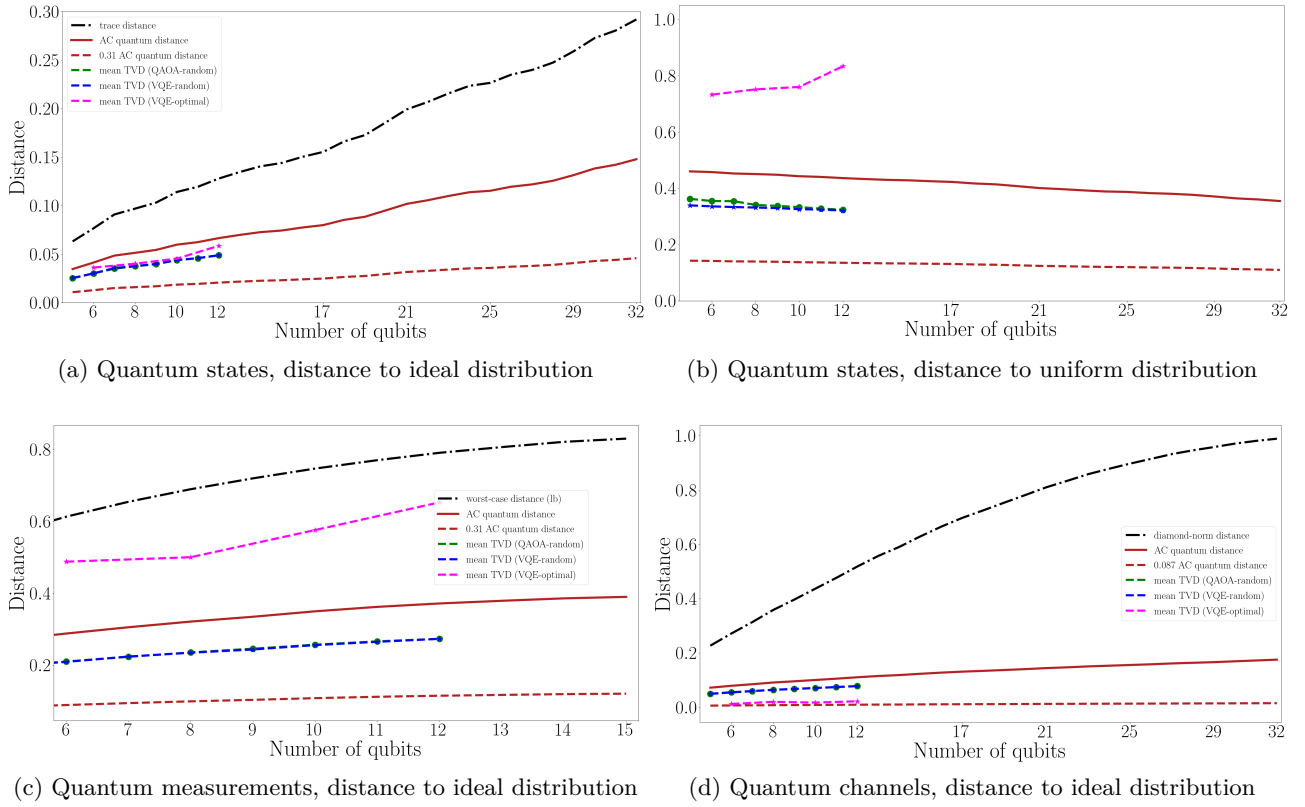 0.30
0.25
0.20
0.15
0.10
0.05
0.00
Distance
trace distance
AC quantum distance
0.31 AC quantum distance
mean TVD (QAOA-random)
mean TVD (VQE-random)
mean TVD (VQE-optimal)
6 8 10 12 17 21 25 29 32
Number of qubits
(a) Quantum states, distance to ideal distribution
1.0
0.8
0.6
0.4
0.2
0.0
Distance
6 8 10 12 17 21 25 29 32
Number of qubits
(b) Quantum states, distance to uniform distribution
0.8
0.6
0.4
0.2
Distance
worst-case distance (lb)
AC quantum distance
0.31 AC quantum distance
mean TVD (QAOA-random)
mean TVD (VQE-random)
mean TVD (VQE-optimal)
6 7 8 9 10 11 12 13 14 15
Number of qubits
(c) Quantum measurements, distance to ideal distribution
1.0
0.8
0.6
0.4
0.2
0.0
Distance
diamond-norm distance
AC quantum distance
0.087 AC quantum distance
mean TVD (QAOA-random)
mean TVD (VQE-random)
mean TVD (VQE-optimal)
6 8 10 12 17 21 25 29 32
Number of qubits
(d) Quantum channels, distance to ideal distribution